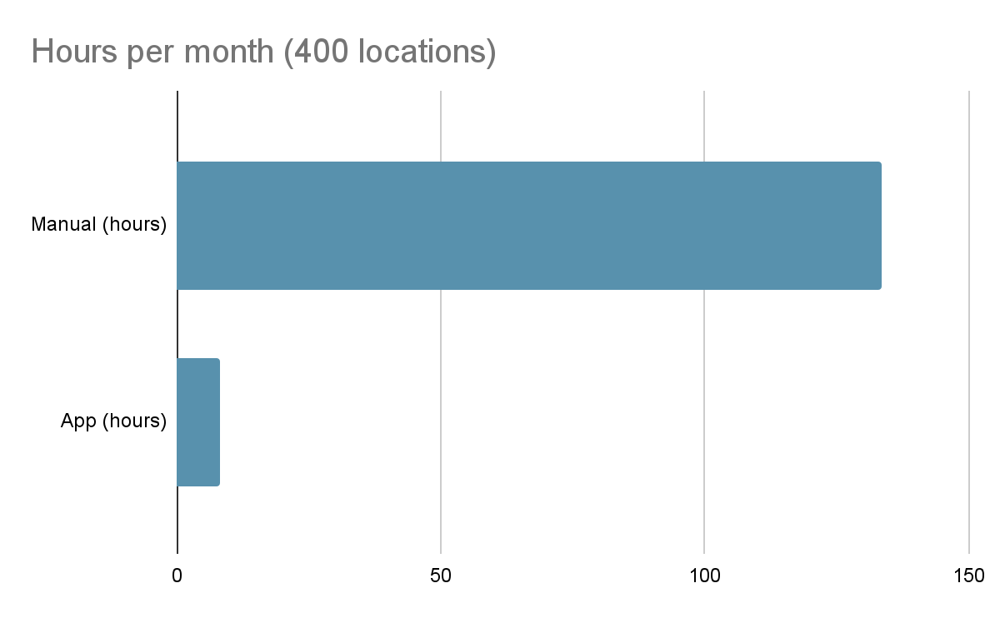 Hours per month (400 locations)
Manual (hours)
App (hours)
0 50 100 150